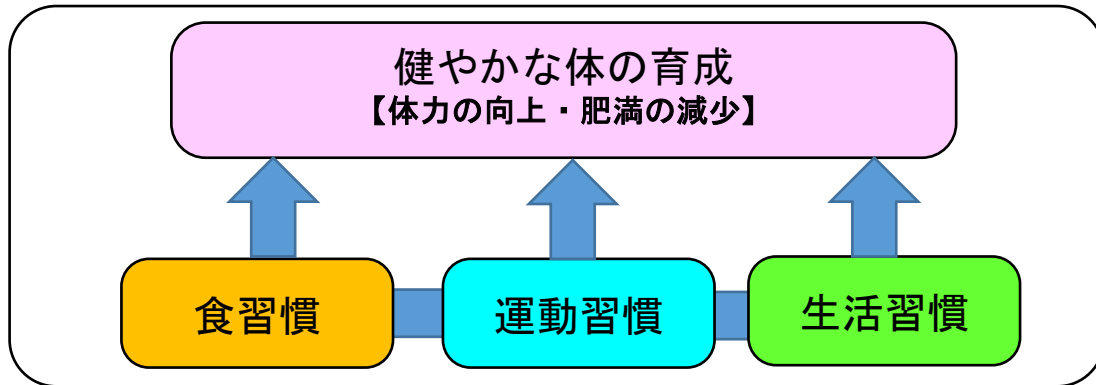 健やかな体の育成
【体力の向上・肥満の減少】
食習慣
運動習慣
生活習慣